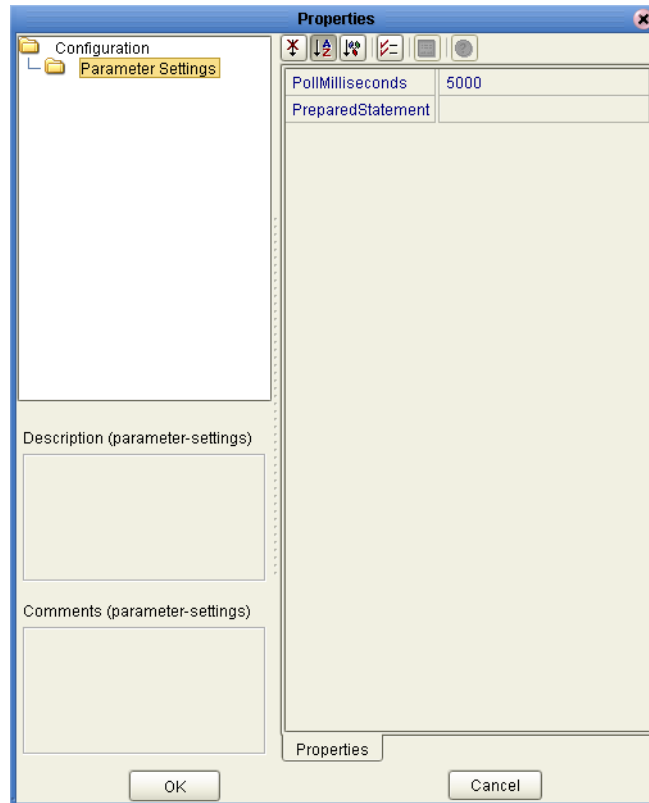 Properties
Configuration
Parameter Settings
PollMilliseconds 5000
PreparedStatement
Description (parameter-settings)
Comments (parameter-settings)
Properties
OK Cancel